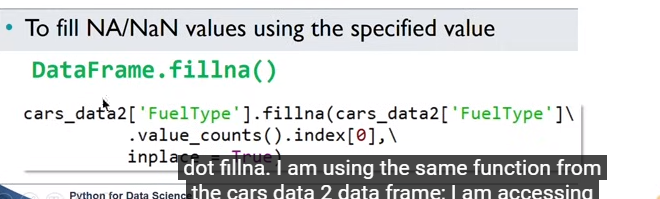 • To fill NA/NaN values using the specified value
DataFrame.fillna()
cars_data2['FuelType'].fillna(cars_data2['FuelType']\
.value_counts().index[0],\
inplace = True)
dot fillna. I am using the same function from
the cars data 2 data frame; I am accessing
Python for Data Science